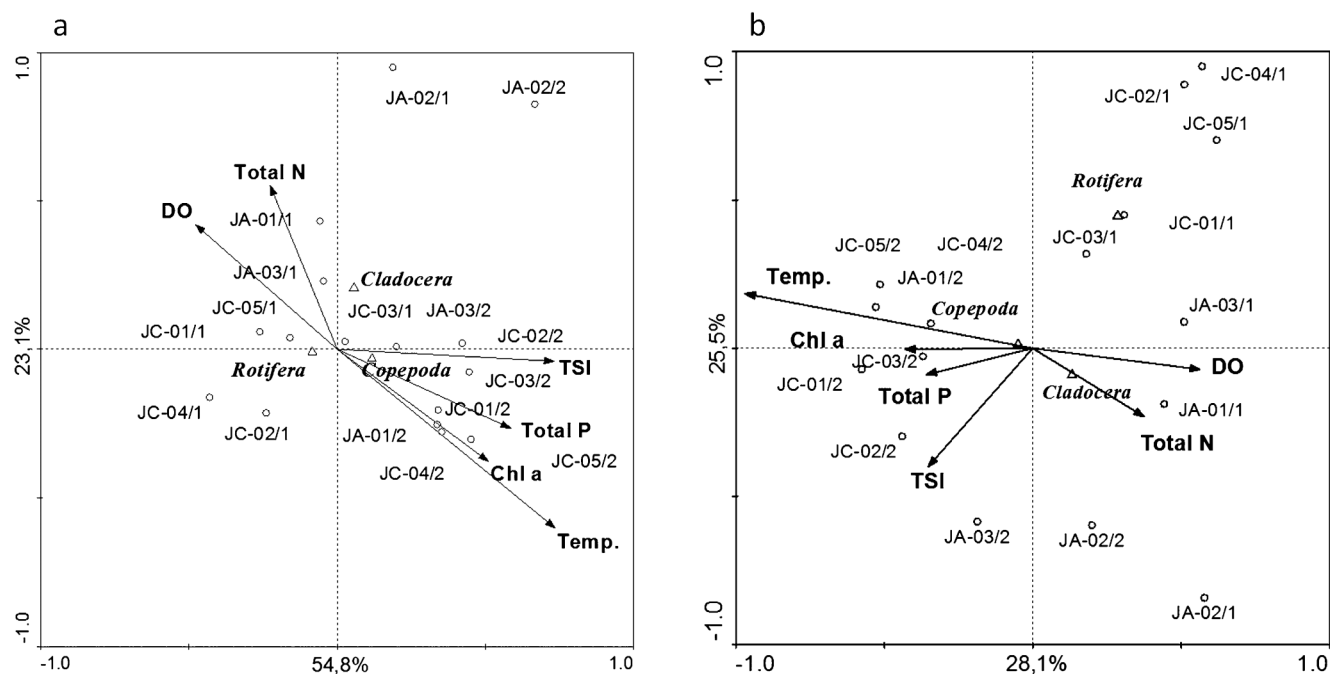 a
1.0
JA-02/1
JA-02/2
Total N
DO
JA-01/1
JA-03/1
Cladocera
JC-05/1
JC-03/1
JA-03/2
JC-01/1
JC-02/2
23,1%
Rotifera
Copepoda
TSI
JC-03/2
JC-04/1
JC-01/2
JC-02/1
JA-01/2
Total P
JC-04/2
Chl a
JC-05/2
Temp.
-1.0
-1.0
54,8%
1.0
b
1.0
JC-04/1
JC-02/1
JC-05/1
Rotifera
JC-01/1
JC-03/1
JC-05/2
JC-04/2
Temp.
JA-01/2
Copepoda
JA-03/1
25,5%
Chl a
JC-03/2
DO
JC-01/2
Total P
Cladocera
JA-01/1
JC-02/2
Total N
TSI
JA-03/2
JA-02/2
JA-02/1
-1.0
-1.0
28,1%
1.0